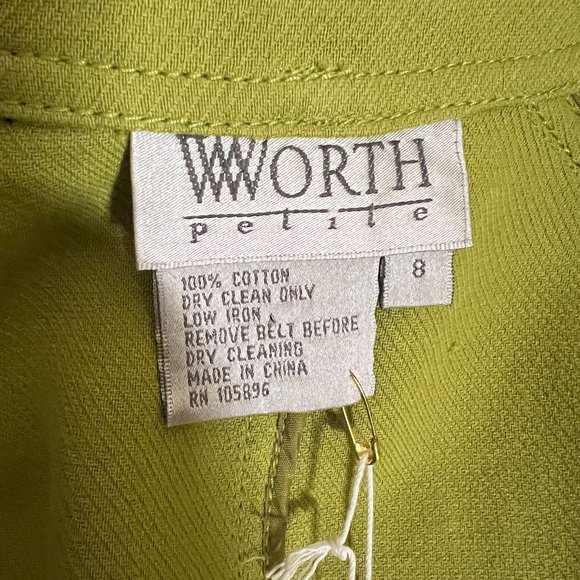 WORTH
petite
8
100% COTTON
DRY CLEAN ONLY
LOW IRON
REMOVE BELT BEFORE
DRY CLEANING
MADE IN CHINA
RN 105896